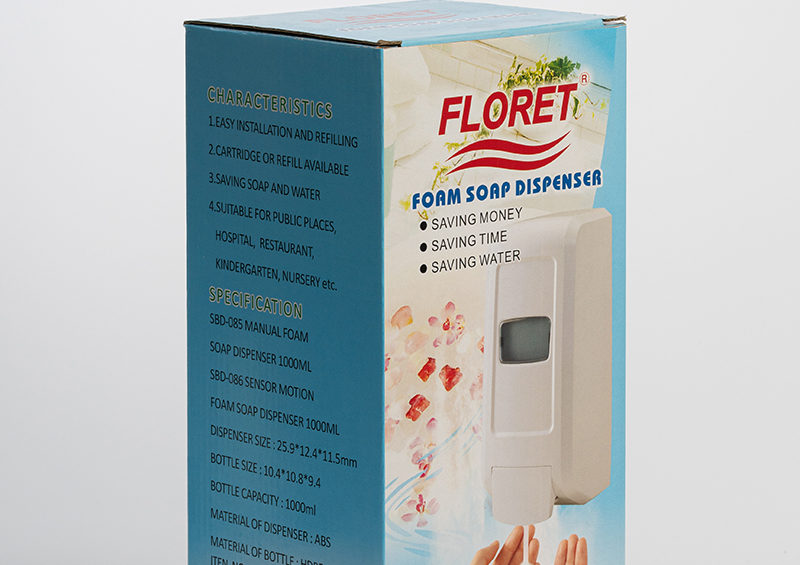 CHARACTERISTICS
1.EASY INSTALLATION AND REFILLING
2.CARTRIDGE OR REFILL AVAILABLE
3.SAVING SOAP AND WATER
4.SUITABLE FOR PUBLIC PLACES,
HOSPITAL, RESTAURANT,
KINDERGARTEN, NURSERY etc.
SPECIFICATION
SBD-085 MANUAL FOAM
SOAP DISPENSER 1000ML
SBD-086 SENSOR MOTION
FOAM SOAP DISPENSER 1000ML
DISPENSER SIZE : 25.9*12.4*11.5mm
BOTTLE SIZE : 10.4*10.8*9.4
BOTTLE CAPACITY : 1000ml
MATERIAL OF DISPENSER : ABS
MATERIAL OF BOTTLE :
FLORET®
FOAM SOAP DISPENSER
● SAVING MONEY
● SAVING TIME
● SAVING WATER